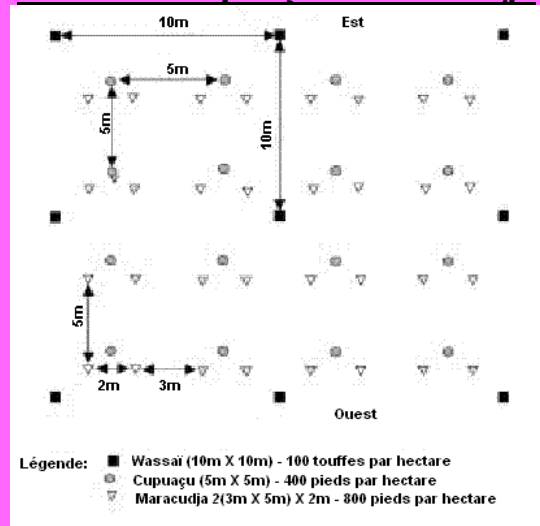 10m Est
5m
5m
10m
5m
2m 3m
Ouest
Légende: Wassaï (10m X 10m) - 100 touffes par hectare
Cupuaçu (5m X 5m) - 400 pieds par hectare
Maracudja 2(3m X 5m) X 2m - 800 pieds par hectare